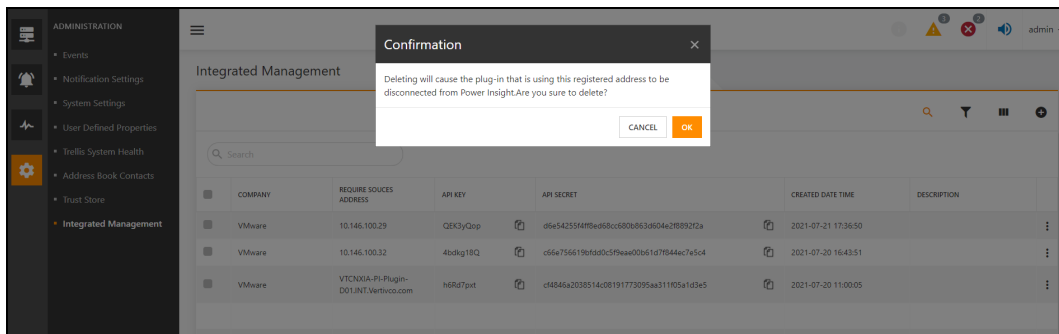 ADMINISTRATION
Events
Notification Settings
System Settings
User Defined Properties
Trellis System Health
Address Book Contacts
Trust Store
Integrated Management
3
2
admin
Integrated Management
Confirmation
Deleting will cause the plug-in that is using this registered address to be
disconnected from Power Insight.Are you sure to delete?
CANCEL
OK
Search
COMPANY
REQUIRE SOUCES
ADDRESS
API KEY
API SECRET
CREATED DATE TIME
DESCRIPTION
VMware 10.146.100.29 QEK3yQop d6e54255f4ff8ed68cc680b863d604e2f8892f2a 2021-07-21 17:36:50
VMware 10.146.100.32 4bdkg18Q c66e756619bfdd0c5f9eae00b61d7f844ec7e5c4 2021-07-20 16:43:51
VTCNXIA-PI-Plugin-
VMware D01.INT.Vertivco.com h6Rd7pxt cf4846a2038514c08191773095aa311f05a1d3e5 2021-07-20 11:00:05